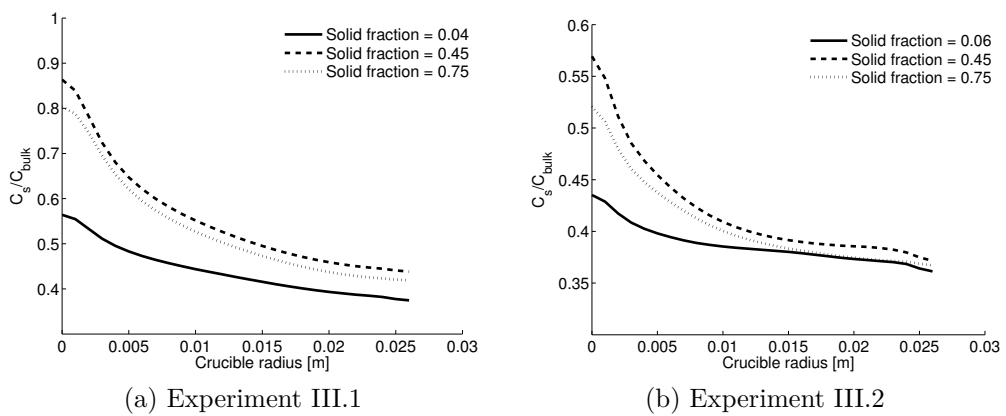 1
0.9
0.8
0.7
0.6
0.5
0.4
C_s/C_bulk
0 0.005 0.01 0.015 0.02 0.025 0.03
Crucible radius [m]
Solid fraction = 0.04
Solid fraction = 0.45
Solid fraction = 0.75
(a) Experiment III.1
0.6
0.55
0.5
0.45
0.4
0.35
C_s/C_bulk
0 0.005 0.01 0.015 0.02 0.025 0.03
Crucible radius [m]
Solid fraction = 0.06
Solid fraction = 0.45
Solid fraction = 0.75
(b) Experiment III.2